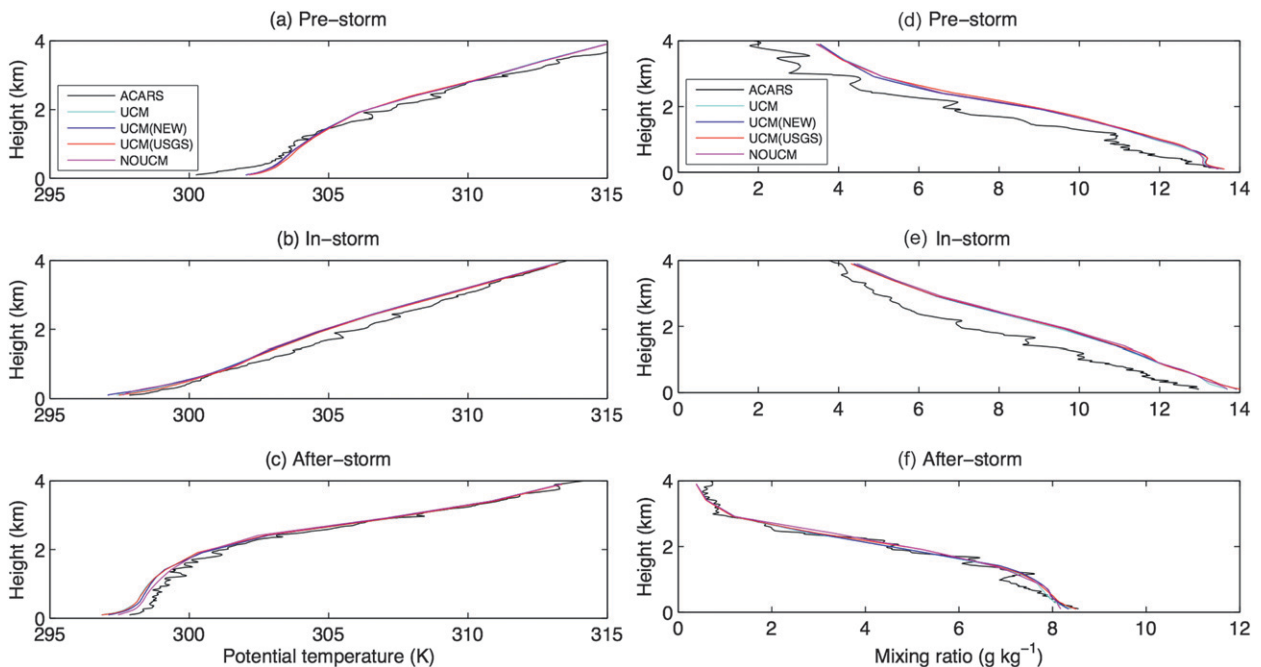 (a) Pre−storm
Height (km)
4
2
0
ACARS
UCM
UCM(NEW)
UCM(USGS)
NOUCM
295 300 305 310 315
(b) In−storm
Height (km)
4
2
0
295 300 305 310 315
(c) After−storm
Height (km)
4
2
0
295 300 305 310 315
Potential temperature (K)
(d) Pre−storm
Height (km)
4
2
0
ACARS
UCM
UCM(NEW)
UCM(USGS)
NOUCM
0 2 4 6 8 10 12 14
(e) In−storm
Height (km)
4
2
0
0 2 4 6 8 10 12 14
(f) After−storm
Height (km)
4
2
0
0 2 4 6 8 10 12
Mixing ratio (g kg⁻¹)